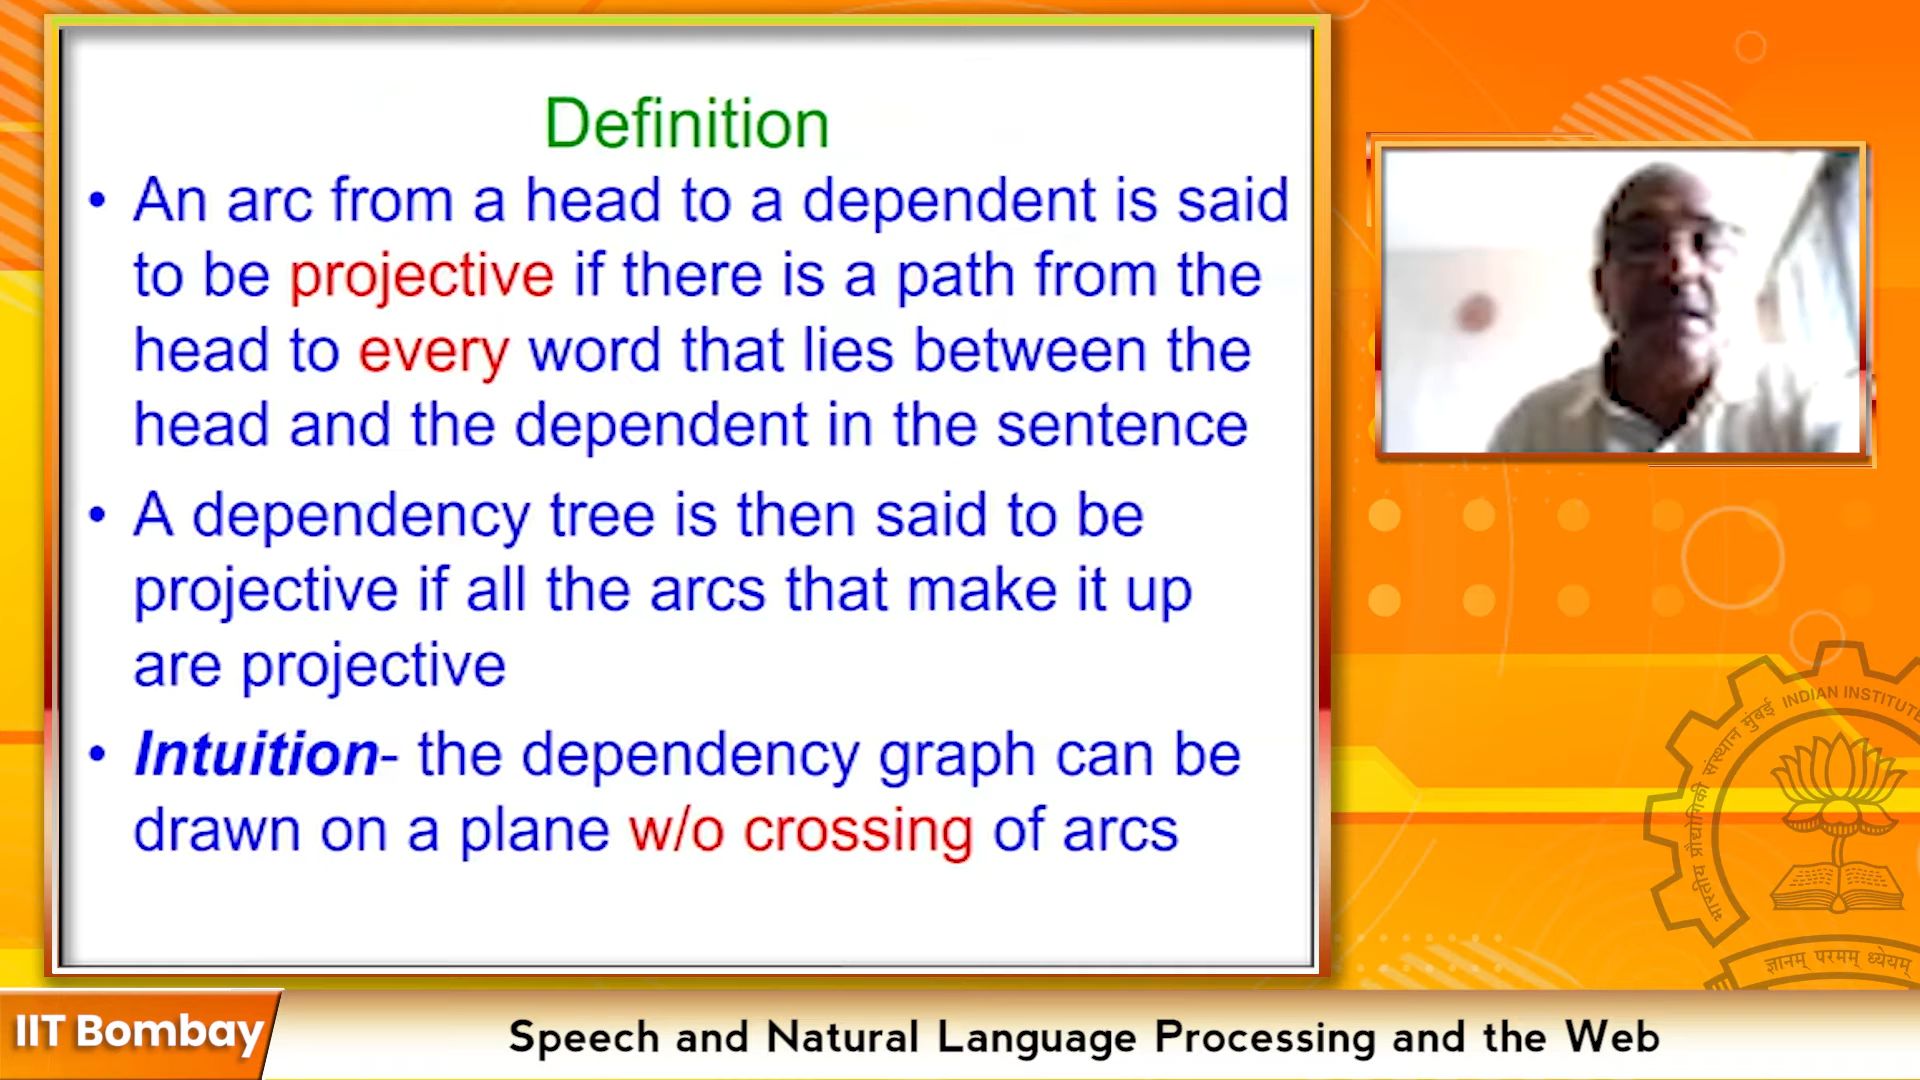 Definition
• An arc from a head to a dependent is said
to be projective if there is a path from the
head to every word that lies between the
head and the dependent in the sentence
• A dependency tree is then said to be
projective if all the arcs that make it up
are projective
• Intuition- the dependency graph can be
drawn on a plane w/o crossing of arcs
भारतीय प्रौद्योगिकी संस्थान मुंबई INDIAN INSTITUTE
ज्ञानम् परमम् ध्येयम्
IIT Bombay
Speech and Natural Language Processing and the Web